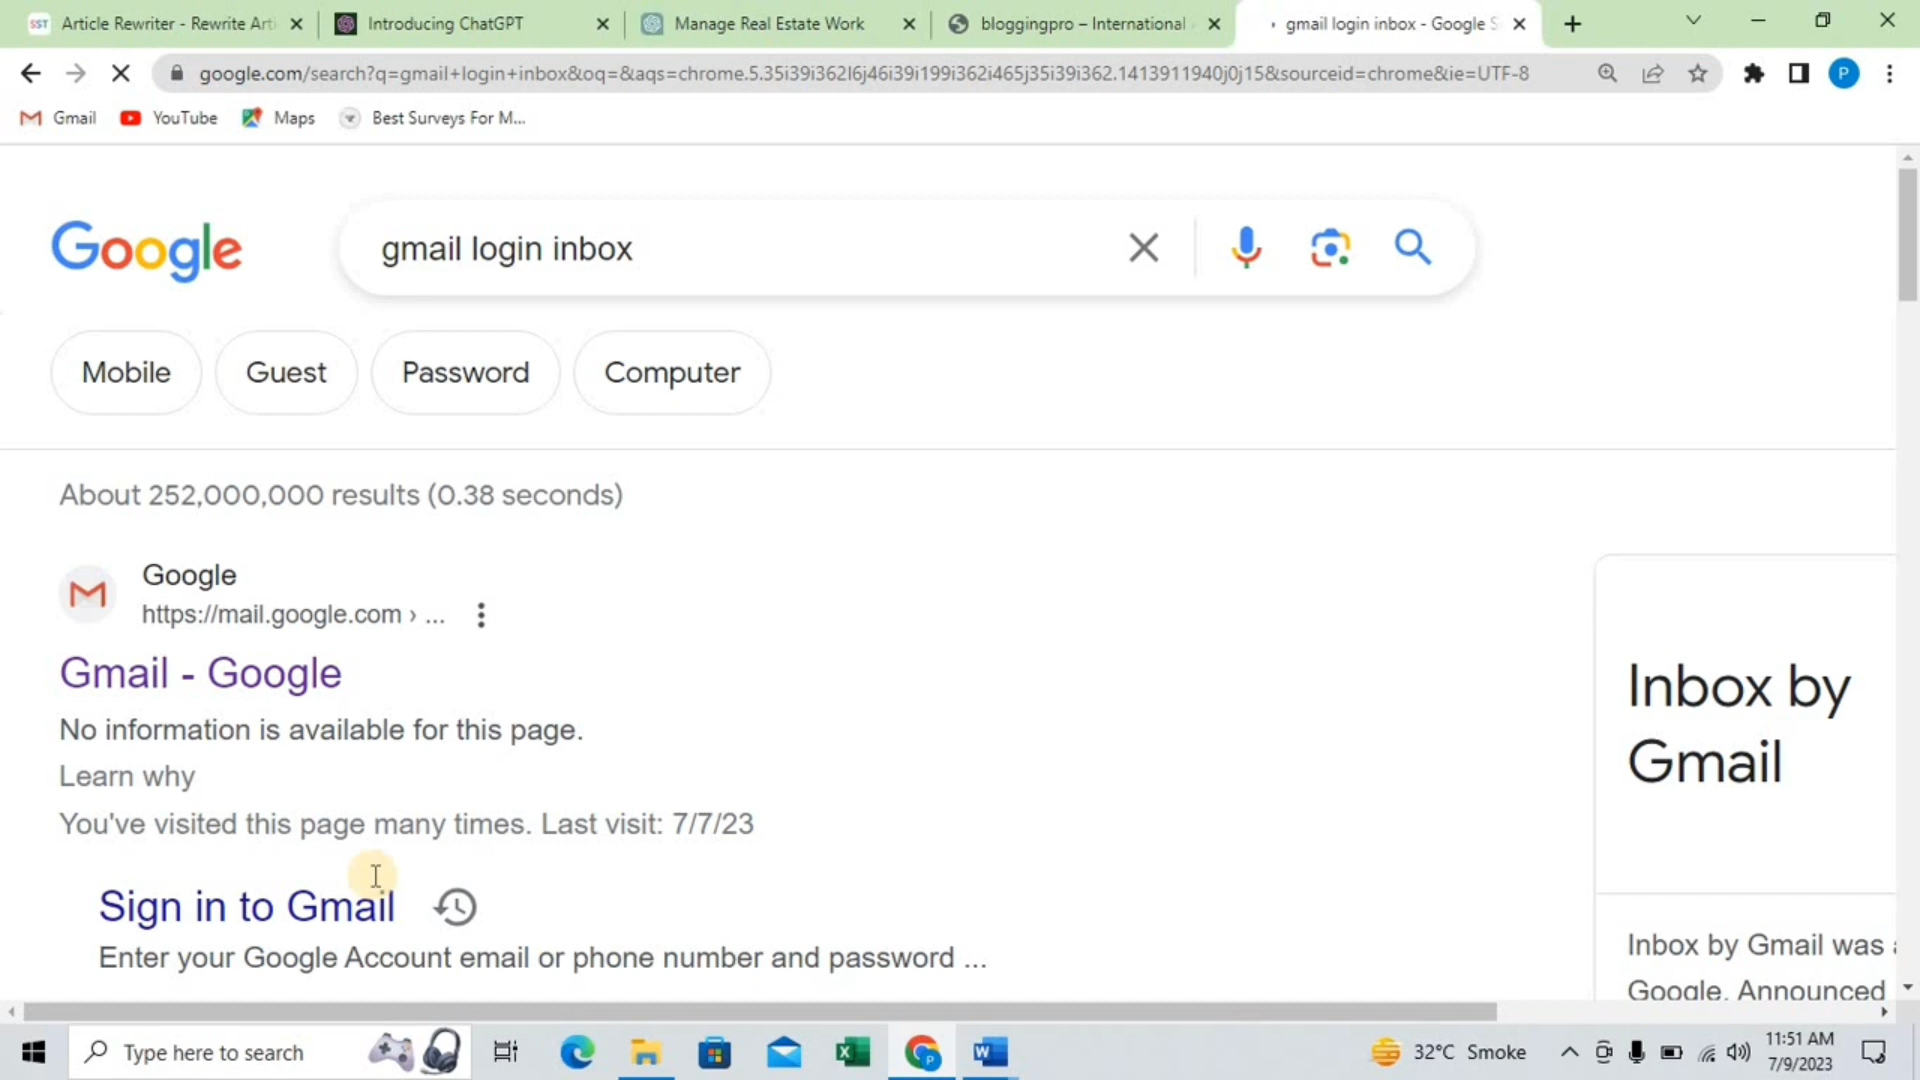 SST Article Rewriter - Rewrite Arti
Introducing ChatGPT
Manage Real Estate Work
bloggingpro – International
gmail login inbox - Google S
google.com/search?q=gmail+login+inbox&oq=&aqs=chrome.5.35i39i362l6j46i39i199i362i465j35i39i362.1413911940j0j15&sourceid=chrome&ie=UTF-8
P
Gmail
YouTube
Maps
Best Surveys For M...
Google
gmail login inbox
Mobile
Guest
Password
Computer
About 252,000,000 results (0.38 seconds)
Google
https://mail.google.com › ...
Gmail - Google
No information is available for this page.
Learn why
You've visited this page many times. Last visit: 7/7/23
Sign in to Gmail
Enter your Google Account email or phone number and password ...
Inbox by
Gmail
Inbox by Gmail was
Google. Announced
Type here to search
32°C Smoke
11:51 AM
7/9/2023